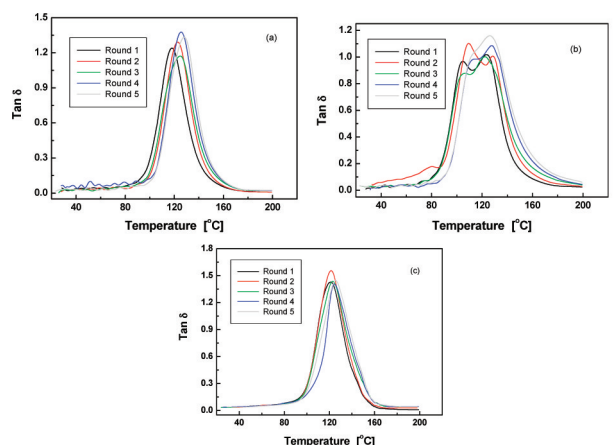 (a)
Round 1
Round 2
Round 3
Round 4
Round 5
Tan δ
1.5
1.2
0.9
0.6
0.3
0.0
40 80 120 160 200
Temperature [°C]
(b)
Round 1
Round 2
Round 3
Round 4
Round 5
Tan δ
1.2
1.0
0.8
0.6
0.4
0.2
0.0
40 80 120 160 200
Temperature [°C]
(c)
Round 1
Round 2
Round 3
Round 4
Round 5
Tan δ
1.8
1.5
1.2
0.9
0.6
0.3
0.0
40 80 120 160 200
Temperature [°C]